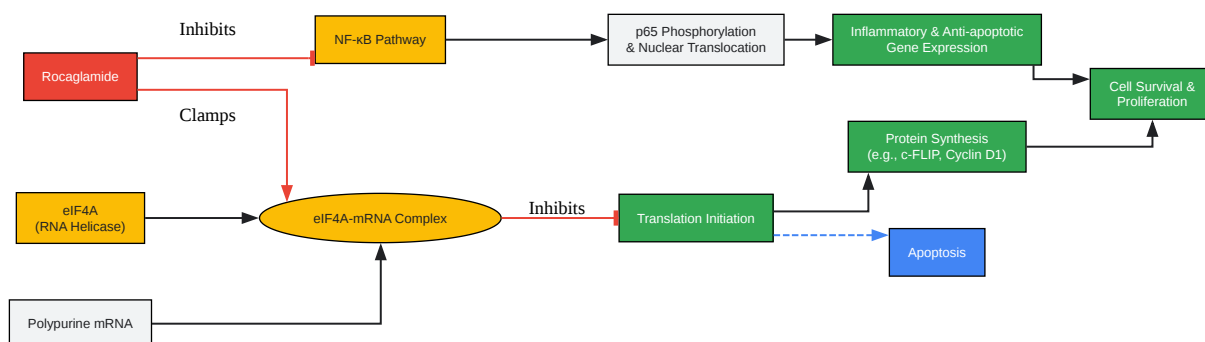 Inhibits
NF-κB Pathway
p65 Phosphorylation
& Nuclear Translocation
Inflammatory & Anti-apoptotic
Gene Expression
Rocaglamide
Cell Survival &
Proliferation
Clamps
Protein Synthesis
(e.g., c-FLIP, Cyclin D1)
eIF4A
(RNA Helicase)
eIF4A-mRNA Complex
Inhibits
Translation Initiation
Apoptosis
Polypurine mRNA